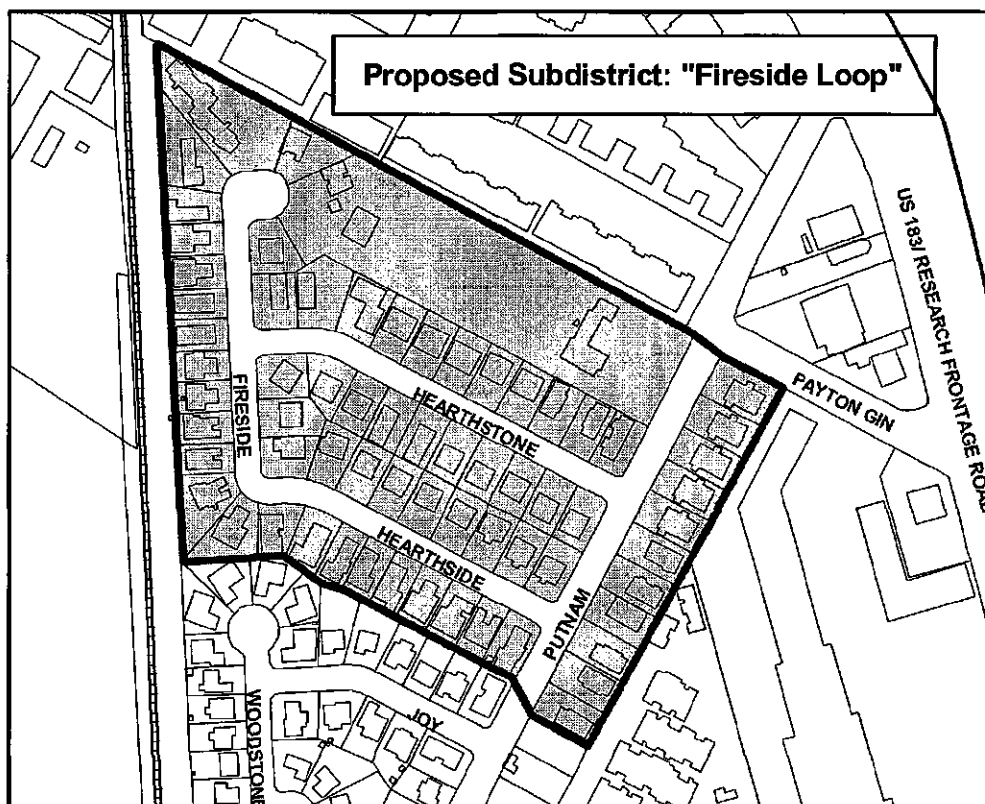 Proposed Subdistrict: "Fireside Loop"
US 183/ RESEARCH FRONTAGE ROAD
PAYTON GIN
FIRESIDE
HEARTHSTONE
HEARTHSIDE
PUTNAM
WOODSTONE
JOY